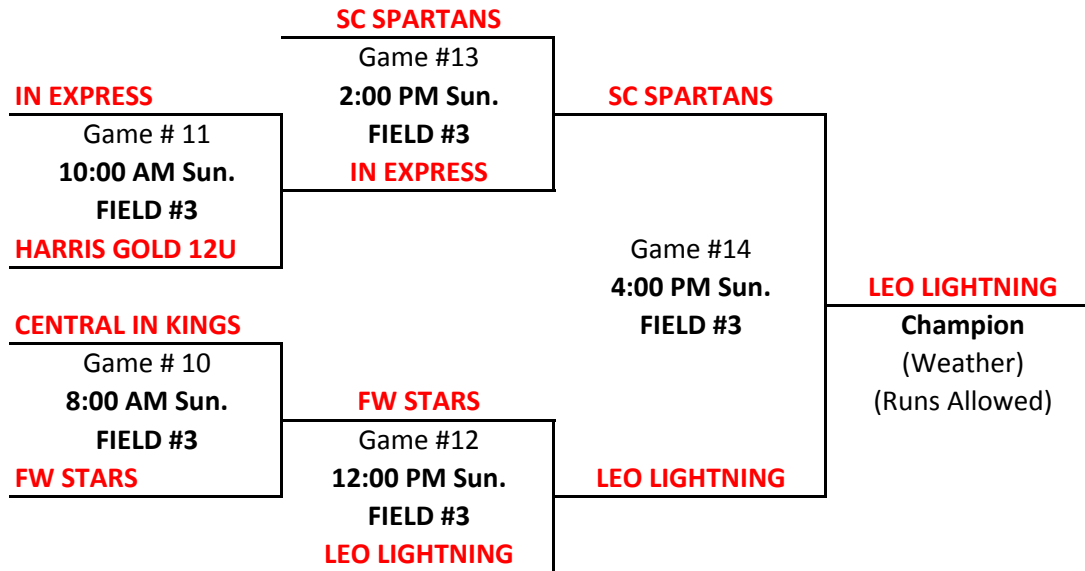 SC SPARTANS
Game #13
2:00 PM Sun.
FIELD #3
IN EXPRESS
IN EXPRESS
Game # 11
10:00 AM Sun.
FIELD #3
HARRIS GOLD 12U
SC SPARTANS
Game #14
4:00 PM Sun.
FIELD #3
LEO LIGHTNING
LEO LIGHTNING
Champion
(Weather)
(Runs Allowed)
CENTRAL IN KINGS
Game # 10
8:00 AM Sun.
FIELD #3
FW STARS
FW STARS
Game #12
12:00 PM Sun.
FIELD #3
LEO LIGHTNING